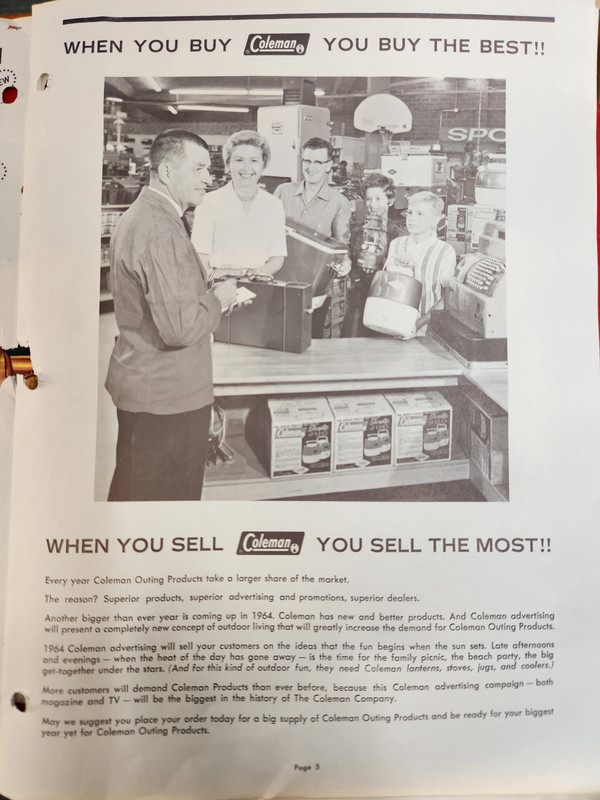 WHEN YOU BUY Coleman YOU BUY THE BEST!!
EW
SPO
Coleman
Coleman
Coleman
WHEN YOU SELL Coleman YOU SELL THE MOST!!
Every year Coleman Outing Products take a larger share of the market.
The reason? Superior products, superior advertising and promotions, superior dealers.
Another bigger than ever year is coming up in 1964. Coleman has new and better products. And Coleman advertising
will present a completely new concept of outdoor living that will greatly increase the demand for Coleman Outing Products.
1964 Coleman advertising will sell your customers on the ideas that the fun begins when the sun sets. Late afternoons
and evenings — when the heat of the day has gone away — is the time for the family picnic, the beach party, the big
get-together under the stars. (And for this kind of outdoor fun, they need Coleman lanterns, stoves, jugs, and coolers.)
More customers will demand Coleman Products than ever before, because this Coleman advertising campaign — both
magazine and TV — will be the biggest in the history of The Coleman Company.
May we suggest you place your order today for a big supply of Coleman Outing Products and be ready for your biggest
year yet for Coleman Outing Products.
Page 5